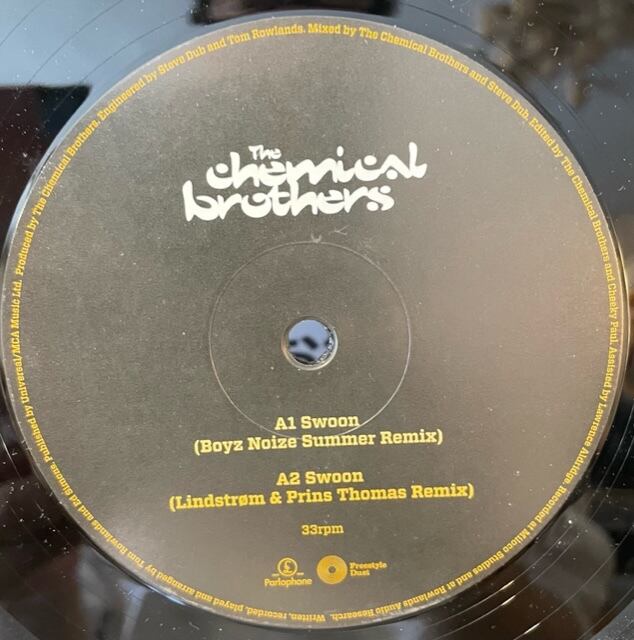 The
chemical
brothers
A1 Swoon
(Boyz Noize Summer Remix)
A2 Swoon
(Lindstrøm & Prins Thomas Remix)
33rpm
Parlophone
Freestyle
Dust
Written, recorded, played and arranged by Tom Rowlands and Ed Simons. Published by Universal/MCA Music Ltd. Produced by The Chemical Brothers. Engineered by Steve Dub and Tom Rowlands. Mixed by The Chemical Brothers and Steve Dub. Edited by The Chemical Brothers and Cheeky Paul. Assisted by Lawrence Aldridge. Recorded at Miloco Studios and at Rowlands Audio Research.